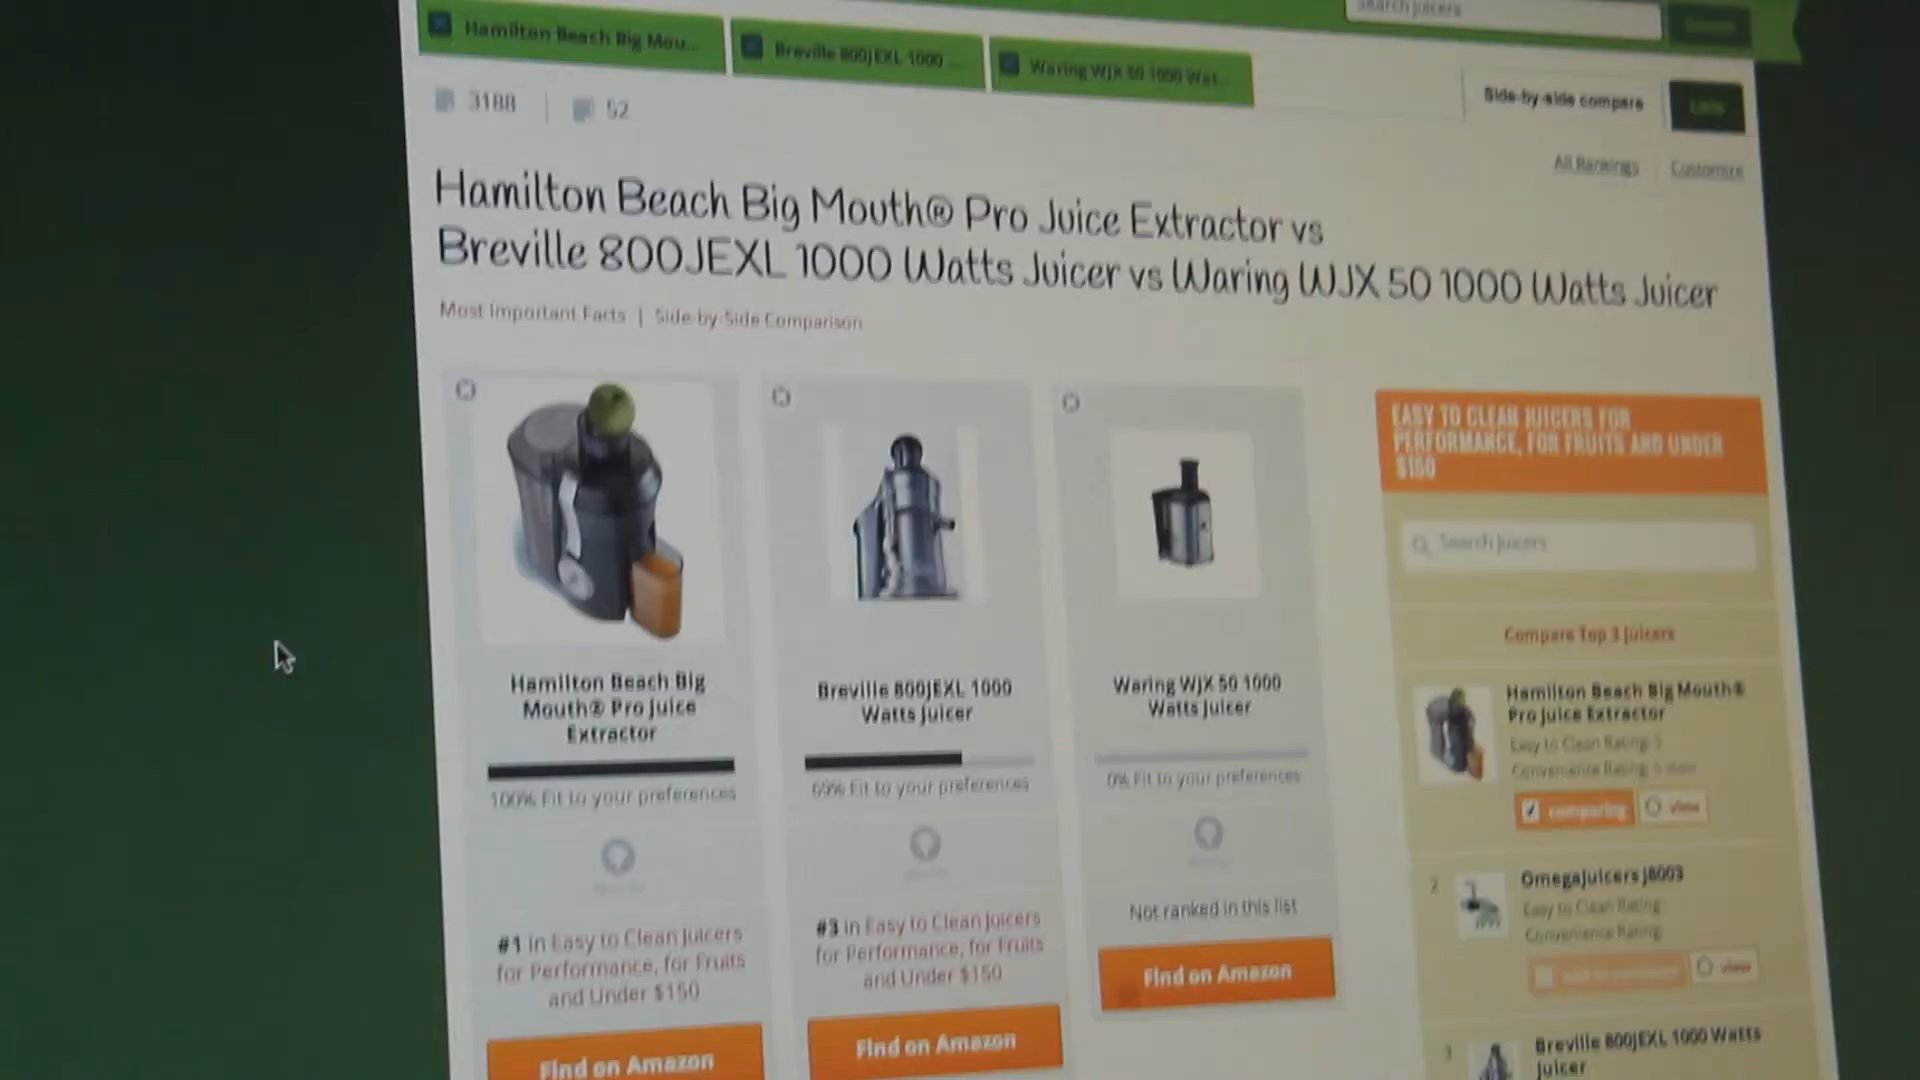 Search juicers
Hamilton Beach Big Mou...
Breville 800JEXL 1000 ...
Waring WJX 50 1000 Wat...
3188
52
Side-by-side compare
All Rankings
Customize
Hamilton Beach Big Mouth® Pro Juice Extractor vs
Breville 800JEXL 1000 Watts Juicer vs Waring WJX 50 1000 Watts Juicer
Most Important Facts | Side-by-Side Comparison
Hamilton Beach Big
Mouth® Pro Juice
Extractor
100% Fit to your preferences
#1 in Easy to Clean Juicers
for Performance, for Fruits
and Under $150
Find on Amazon
Breville 800JEXL 1000
Watts Juicer
69% Fit to your preferences
#3 in Easy to Clean Juicers
for Performance, for Fruits
and Under $150
Find on Amazon
Waring WJX 50 1000
Watts Juicer
0% Fit to your preferences
Not ranked in this list
Find on Amazon
EASY TO CLEAN JUICERS FOR
PERFORMANCE, FOR FRUITS AND UNDER
$150
Search Juicers
Compare Top 3 Juicers
Hamilton Beach Big Mouth®
Pro Juice Extractor
Easy to Clean Rating:
Convenience Rating:
comparing
view
2
OmegaJuicers J8003
Easy to Clean Rating:
Convenience Rating:
view
3
Breville 800JEXL 1000 Watts
Juicer